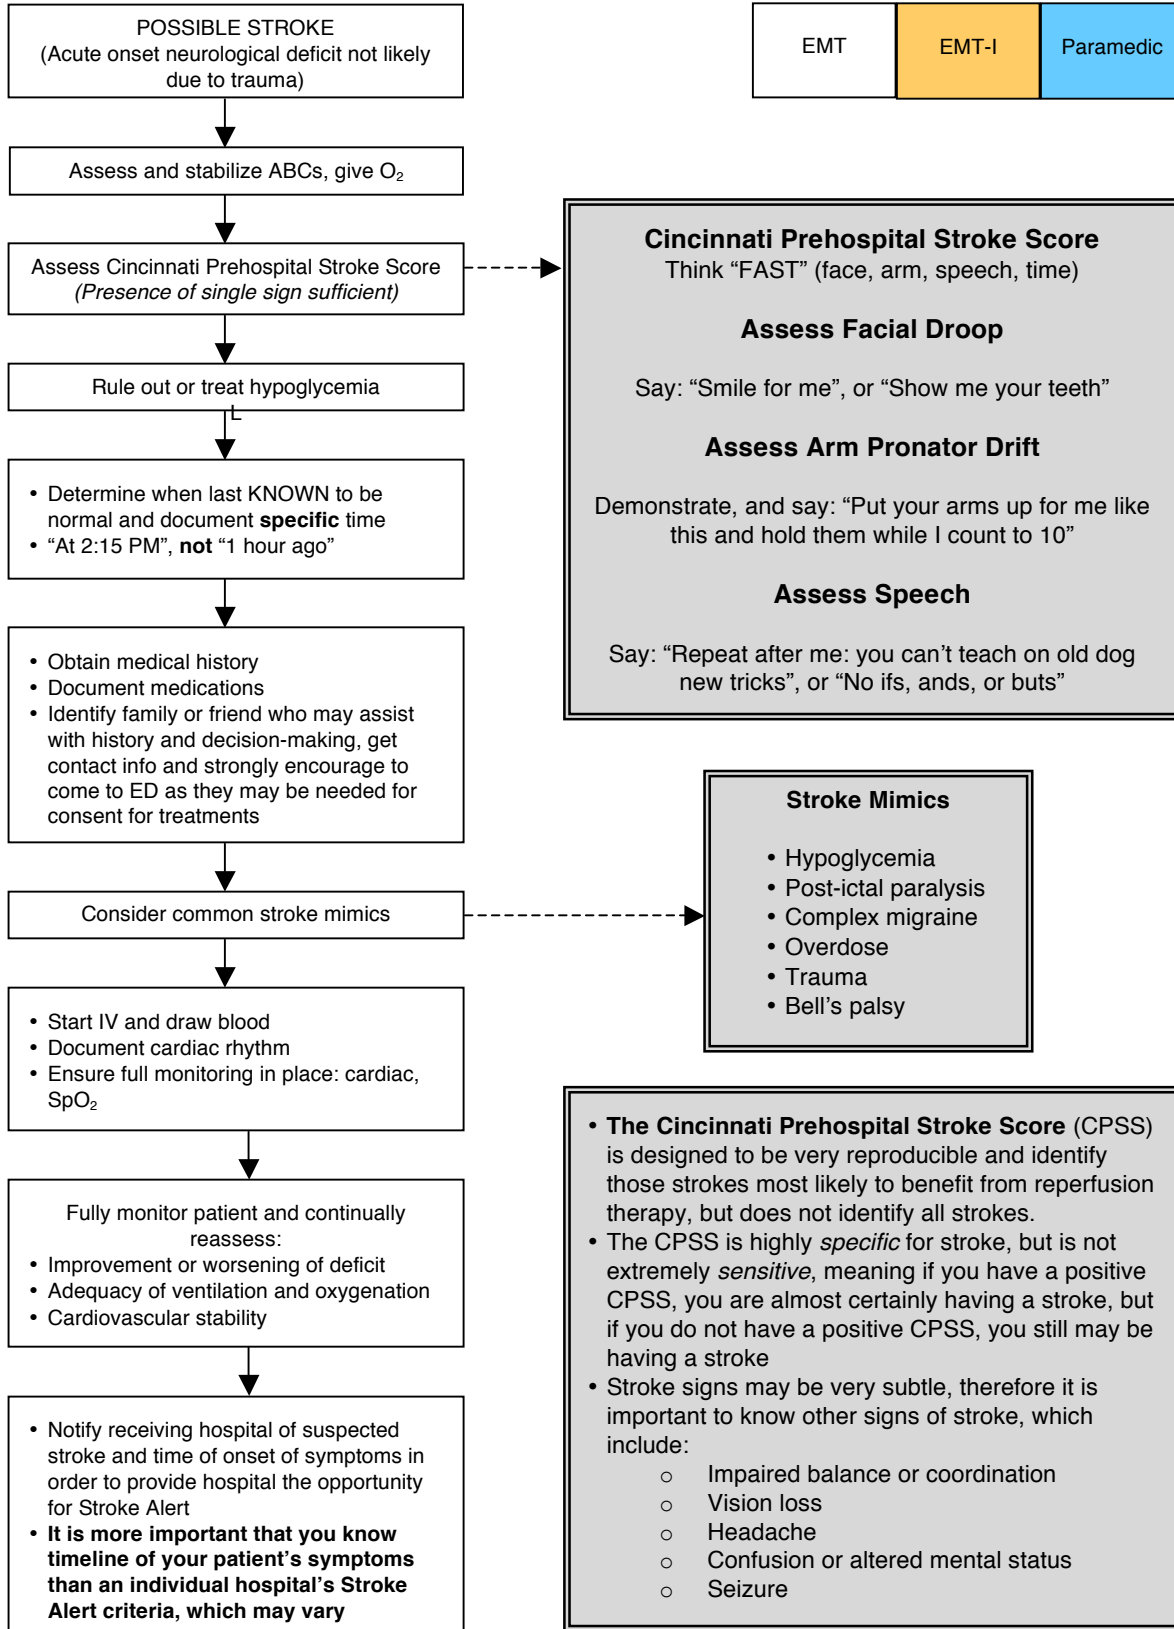 POSSIBLE STROKE
(Acute onset neurological deficit not likely
due to trauma)
EMT
EMT-I
Paramedic
Assess and stabilize ABCs, give O₂
Assess Cincinnati Prehospital Stroke Score
(Presence of single sign sufficient)
Rule out or treat hypoglycemia
L
• Determine when last KNOWN to be
normal and document specific time
• “At 2:15 PM”, not “1 hour ago”
• Obtain medical history
• Document medications
• Identify family or friend who may assist
with history and decision-making, get
contact info and strongly encourage to
come to ED as they may be needed for
consent for treatments
Consider common stroke mimics
• Start IV and draw blood
• Document cardiac rhythm
• Ensure full monitoring in place: cardiac,
SpO₂
Fully monitor patient and continually
reassess:
• Improvement or worsening of deficit
• Adequacy of ventilation and oxygenation
• Cardiovascular stability
• Notify receiving hospital of suspected
stroke and time of onset of symptoms in
order to provide hospital the opportunity
for Stroke Alert
• It is more important that you know
timeline of your patient’s symptoms
than an individual hospital’s Stroke
Alert criteria, which may vary
Cincinnati Prehospital Stroke Score
Think “FAST” (face, arm, speech, time)
Assess Facial Droop
Say: “Smile for me”, or “Show me your teeth”
Assess Arm Pronator Drift
Demonstrate, and say: “Put your arms up for me like
this and hold them while I count to 10”
Assess Speech
Say: “Repeat after me: you can’t teach on old dog
new tricks”, or “No ifs, ands, or buts”
Stroke Mimics
• Hypoglycemia
• Post-ictal paralysis
• Complex migraine
• Overdose
• Trauma
• Bell’s palsy
• The Cincinnati Prehospital Stroke Score (CPSS)
is designed to be very reproducible and identify
those strokes most likely to benefit from reperfusion
therapy, but does not identify all strokes.
• The CPSS is highly specific for stroke, but is not
extremely sensitive, meaning if you have a positive
CPSS, you are almost certainly having a stroke, but
if you do not have a positive CPSS, you still may be
having a stroke
• Stroke signs may be very subtle, therefore it is
important to know other signs of stroke, which
include:
o Impaired balance or coordination
o Vision loss
o Headache
o Confusion or altered mental status
o Seizure